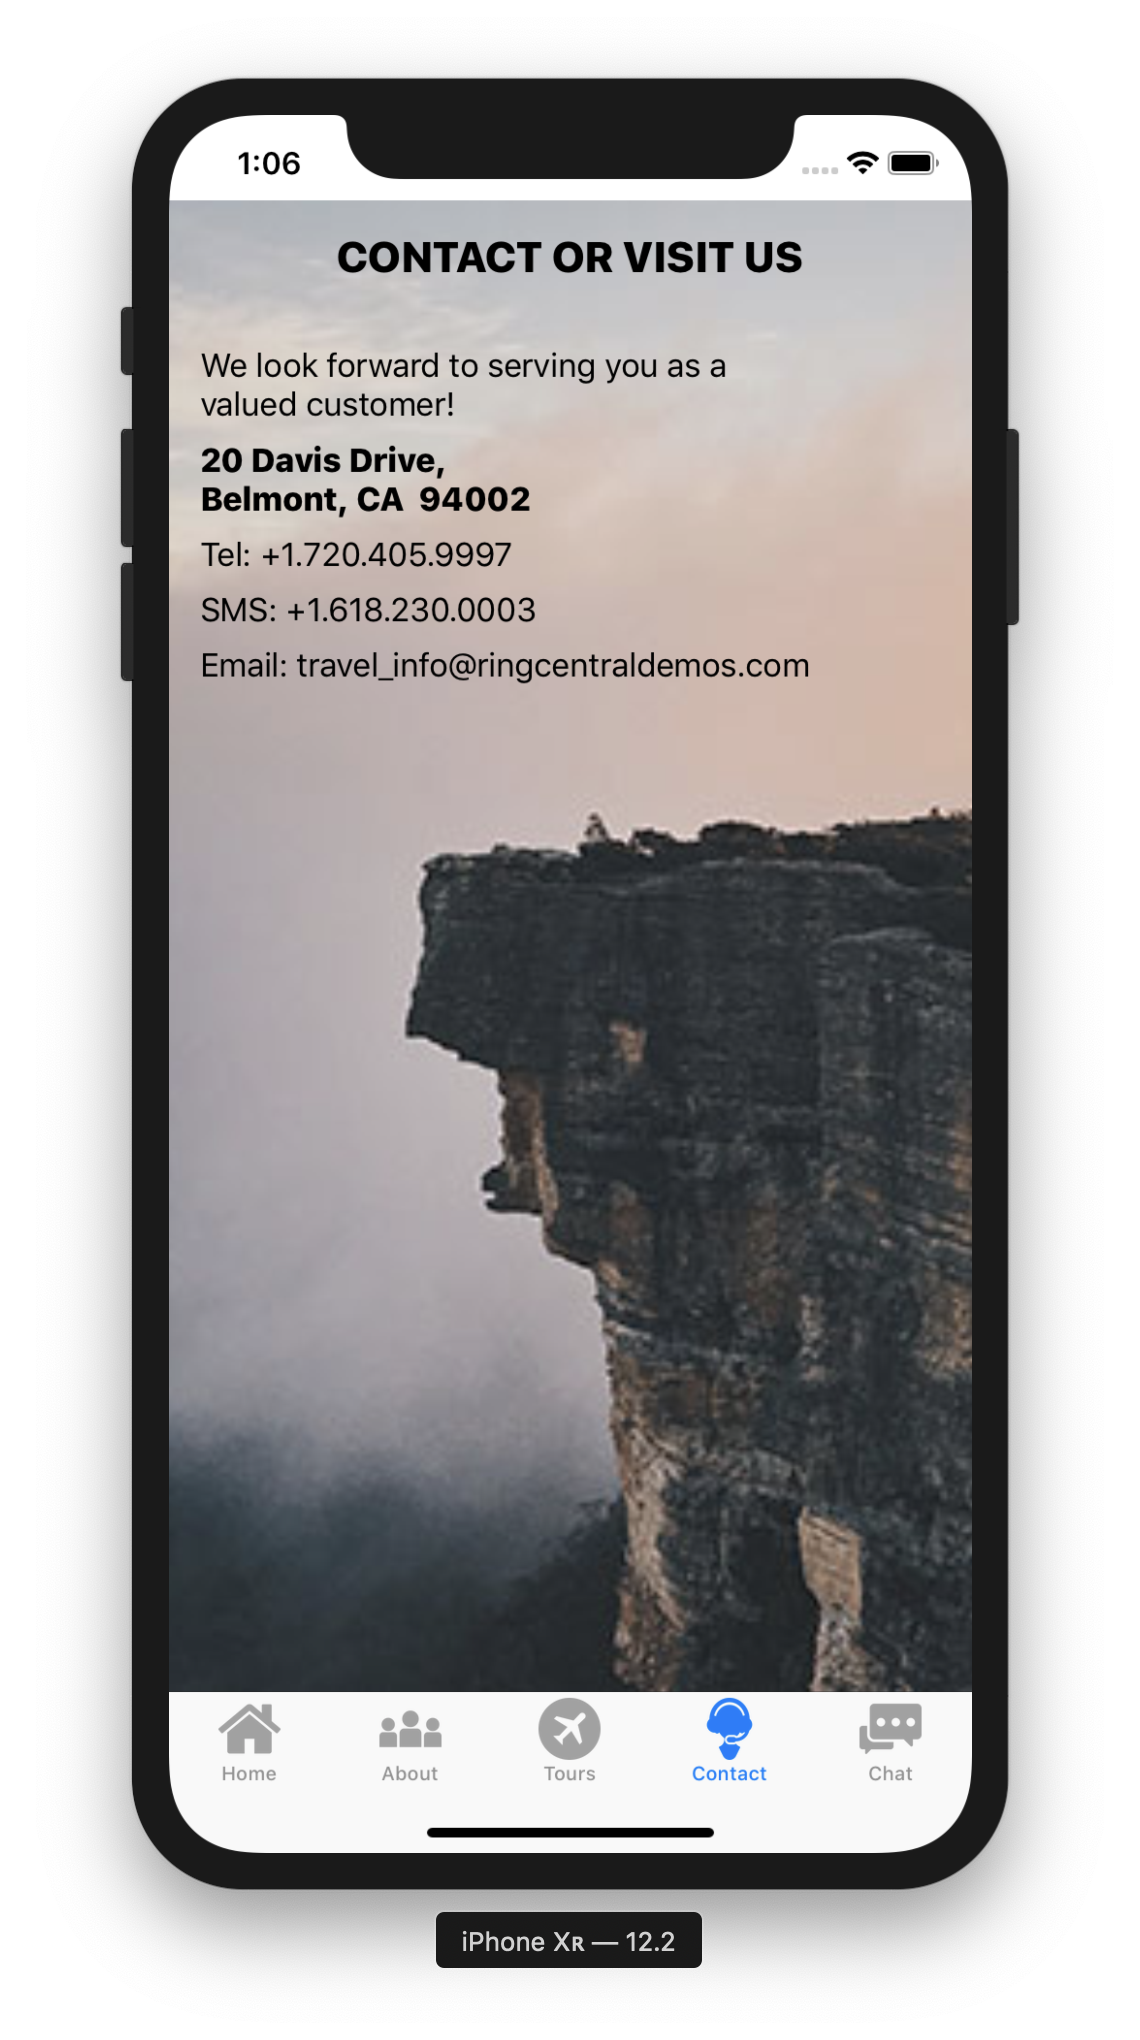 1:06
CONTACT OR VISIT US
We look forward to serving you as a
valued customer!
20 Davis Drive,
Belmont, CA  94002
Tel: +1.720.405.9997
SMS: +1.618.230.0003
Email: travel_info@ringcentraldemos.com
Home About Tours Contact Chat
iPhone Xʀ — 12.2